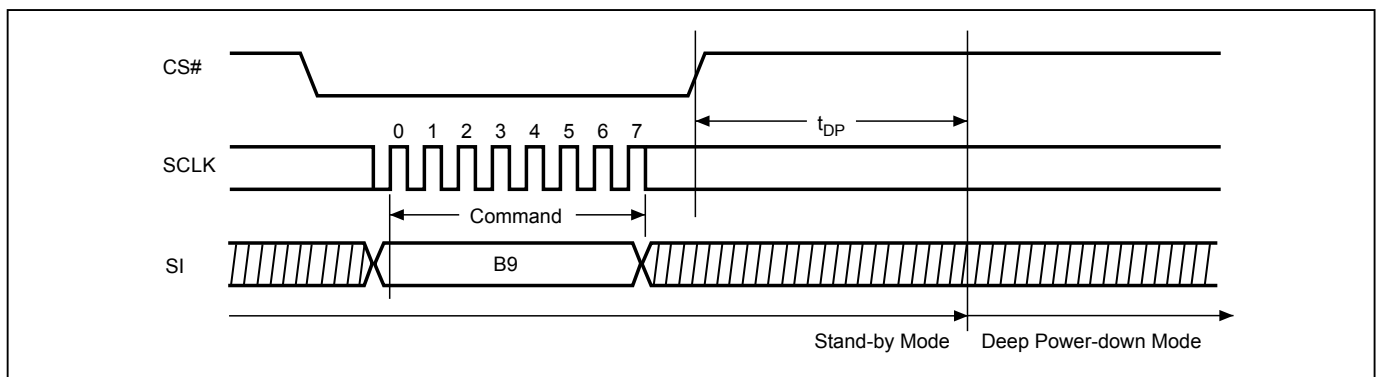 CS#
tDP
0 1 2 3 4 5 6 7
SCLK
Command
SI
B9
Stand-by Mode Deep Power-down Mode